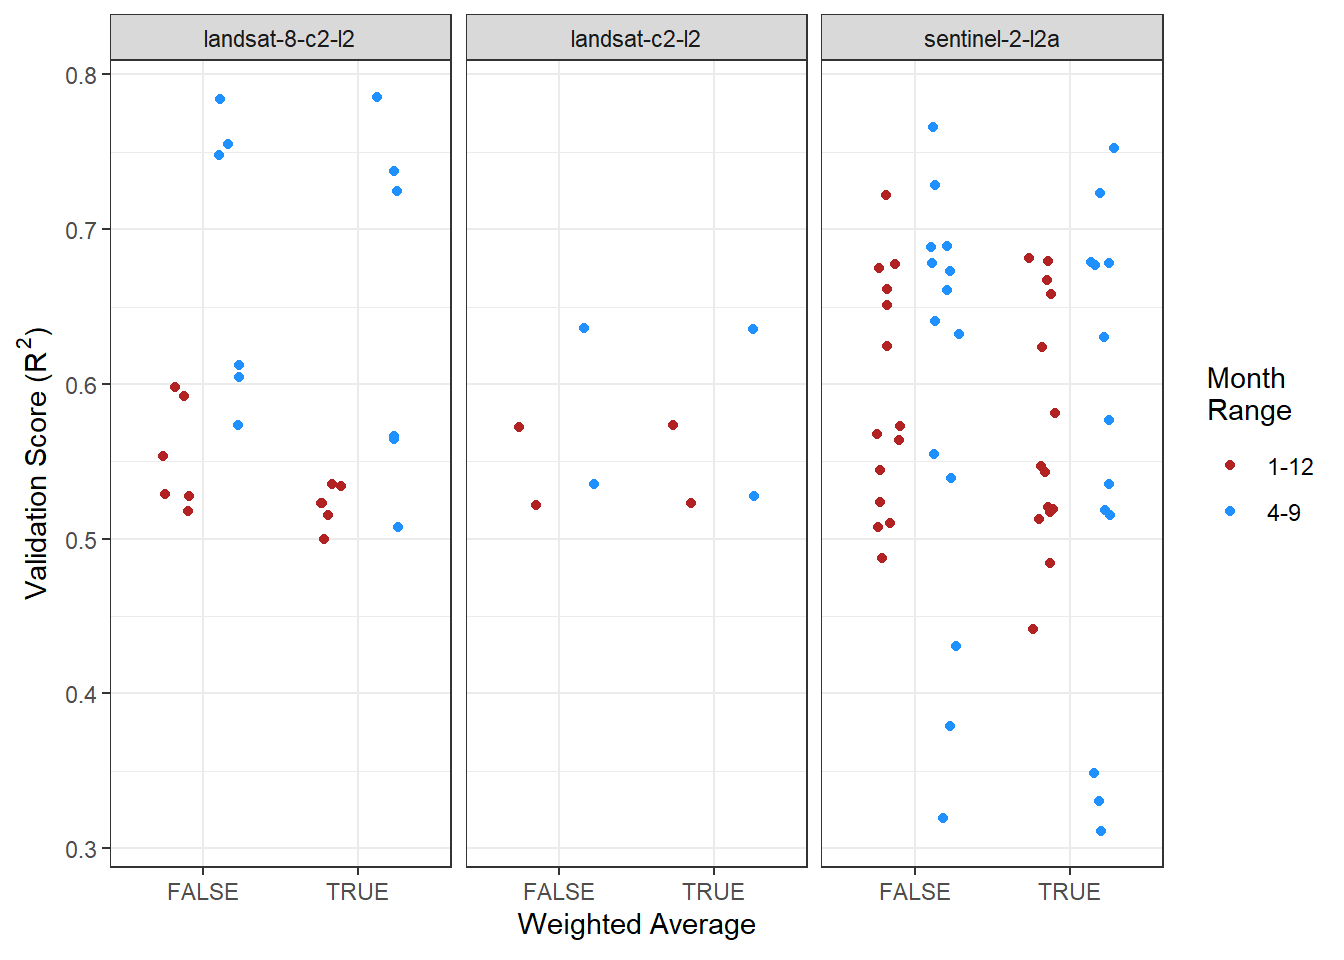 landsat-8-c2-l2
landsat-c2-l2
sentinel-2-l2a
0.8
0.7
0.6
0.5
0.4
0.3
Validation Score (R²)
FALSE
TRUE
FALSE
TRUE
FALSE
TRUE
Weighted Average
Month
Range
1-12
4-9